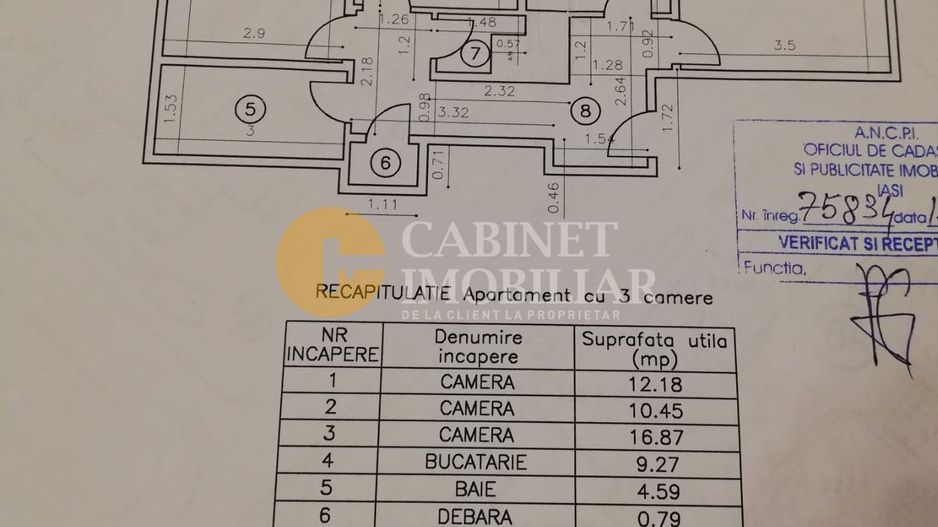 1.26
1.48
1.71
2.9
1.2
7
0.57
1.2
0.92
3.5
2.18
1.28
2.64
1.53
5
3
0.98
2.32
8
1.72
3.32
1.54
6
0.71
0.46
1.11
A.N.C.P.I.
OFICIUL DE CADAS
SI PUBLICITATE IMOB
IASI
Nr. înreg. 75834 data
VERIFICAT SI RECEPT
Functia,
CABINET
IMOBILIAR
DE LA CLIENT LA PROPRIETAR
RECAPITULATIE Apartament cu 3 camere
NR INCAPERE Denumire incapere Suprafata utila (mp)
1 CAMERA 12.18
2 CAMERA 10.45
3 CAMERA 16.87
4 BUCATARIE 9.27
5 BAIE 4.59
6 DEBARA 0.79